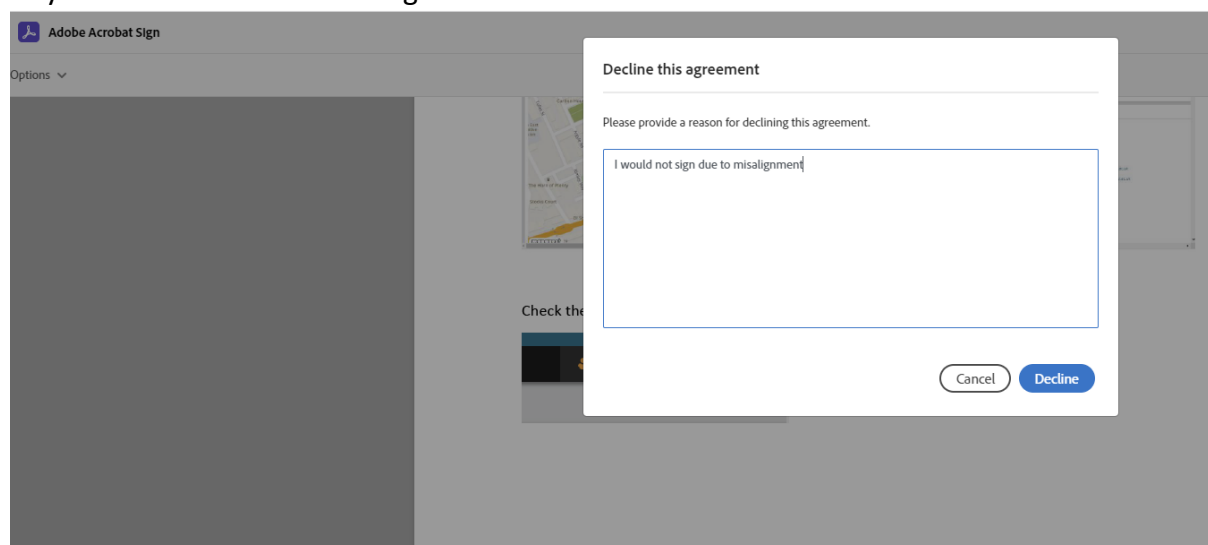 Adobe Acrobat Sign
Options
Decline this agreement
Please provide a reason for declining this agreement.
I would not sign due to misalignment
Check the
Cancel
Decline